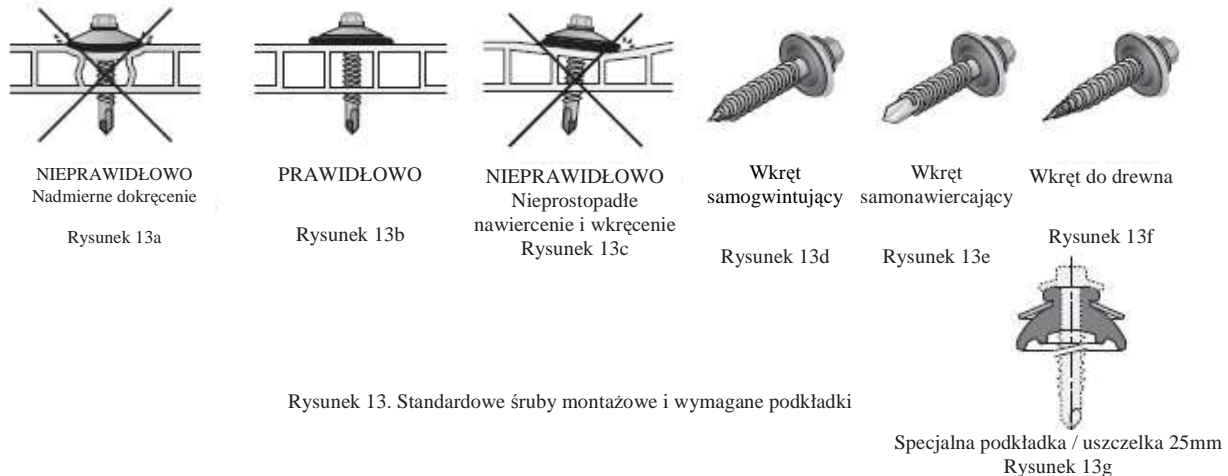 NIEPRAWIDŁOWO
Nadmierne dokręcenie
Rysunek 13a
PRAWIDŁOWO
Rysunek 13b
NIEPRAWIDŁOWO
Nieprostopadłe
nawiercenie i wkręcenie
Rysunek 13c
Wkręt
samogwintujący
Rysunek 13d
Wkręt
samonawiercający
Rysunek 13e
Wkręt do drewna
Rysunek 13f
Rysunek 13. Standardowe śruby montażowe i wymagane podkładki
Specjalna podkładka / uszczelka 25mm
Rysunek 13g